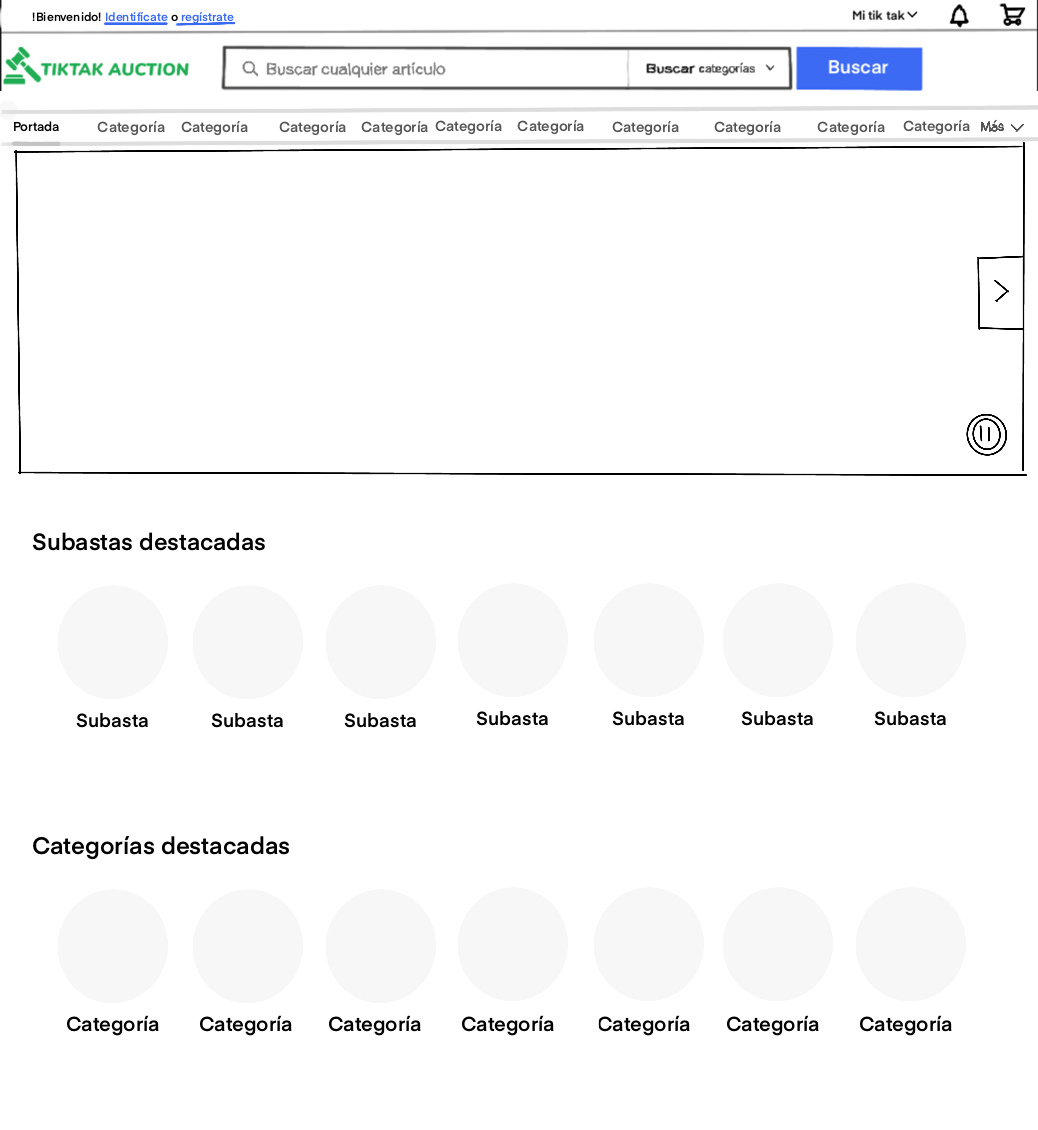 !Bienvenido! Identifícate o regístrate
Mi tik tak
TIKTAK AUCTION
Buscar cualquier artículo
Buscar categorías
Buscar
Portada Categoría Categoría Categoría Categoría Categoría Categoría Categoría Categoría Categoría Categoría Más
Subastas destacadas
Subasta Subasta Subasta Subasta Subasta Subasta Subasta
Categorías destacadas
Categoría Categoría Categoría Categoría Categoría Categoría Categoría